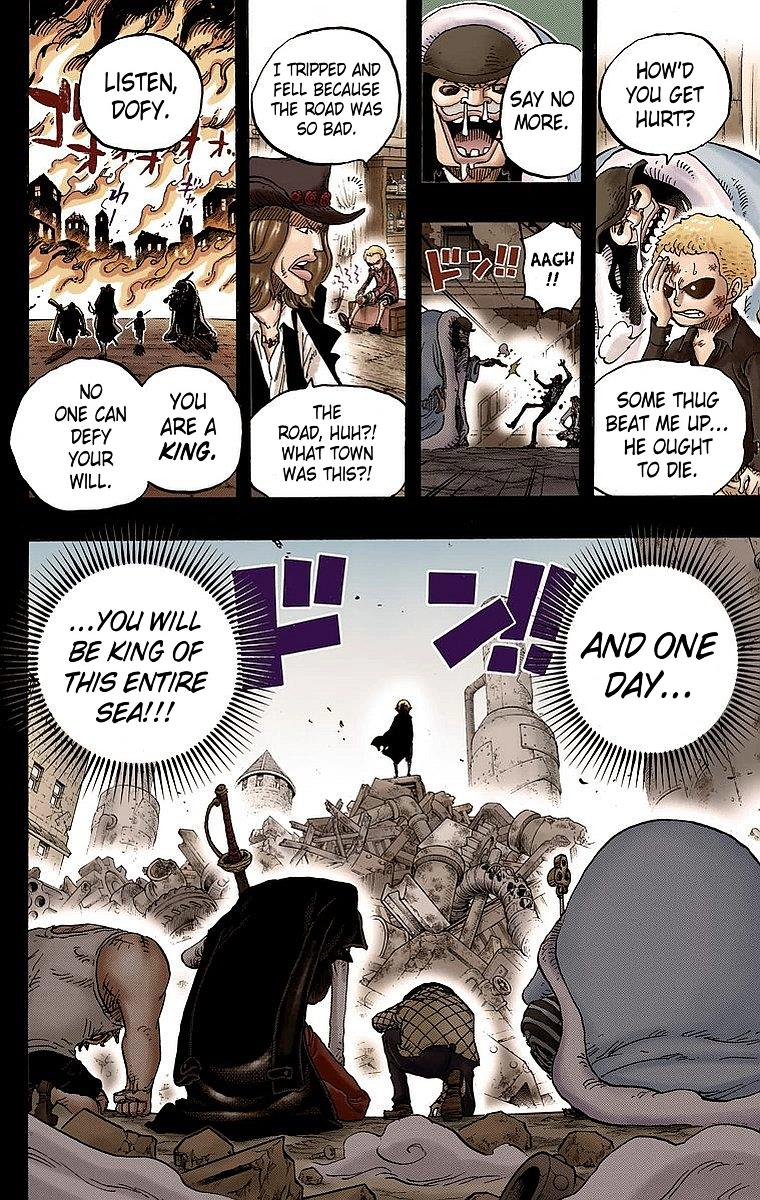 HOW'D
YOU GET
HURT?
SOME THUG
BEAT ME UP...
HE OUGHT
TO DIE.
SAY NO
MORE.
AAGH
!!
ドン!!
I TRIPPED AND
FELL BECAUSE
THE ROAD WAS
SO BAD.
THE
ROAD, HUH?!
WHAT TOWN
WAS THIS?!
LISTEN,
DOFY.
YOU
ARE A
KING.
NO
ONE CAN
DEFY
YOUR
WILL.
AND ONE
DAY...
ドン!!
...YOU WILL
BE KING OF
THIS ENTIRE
SEA!!!